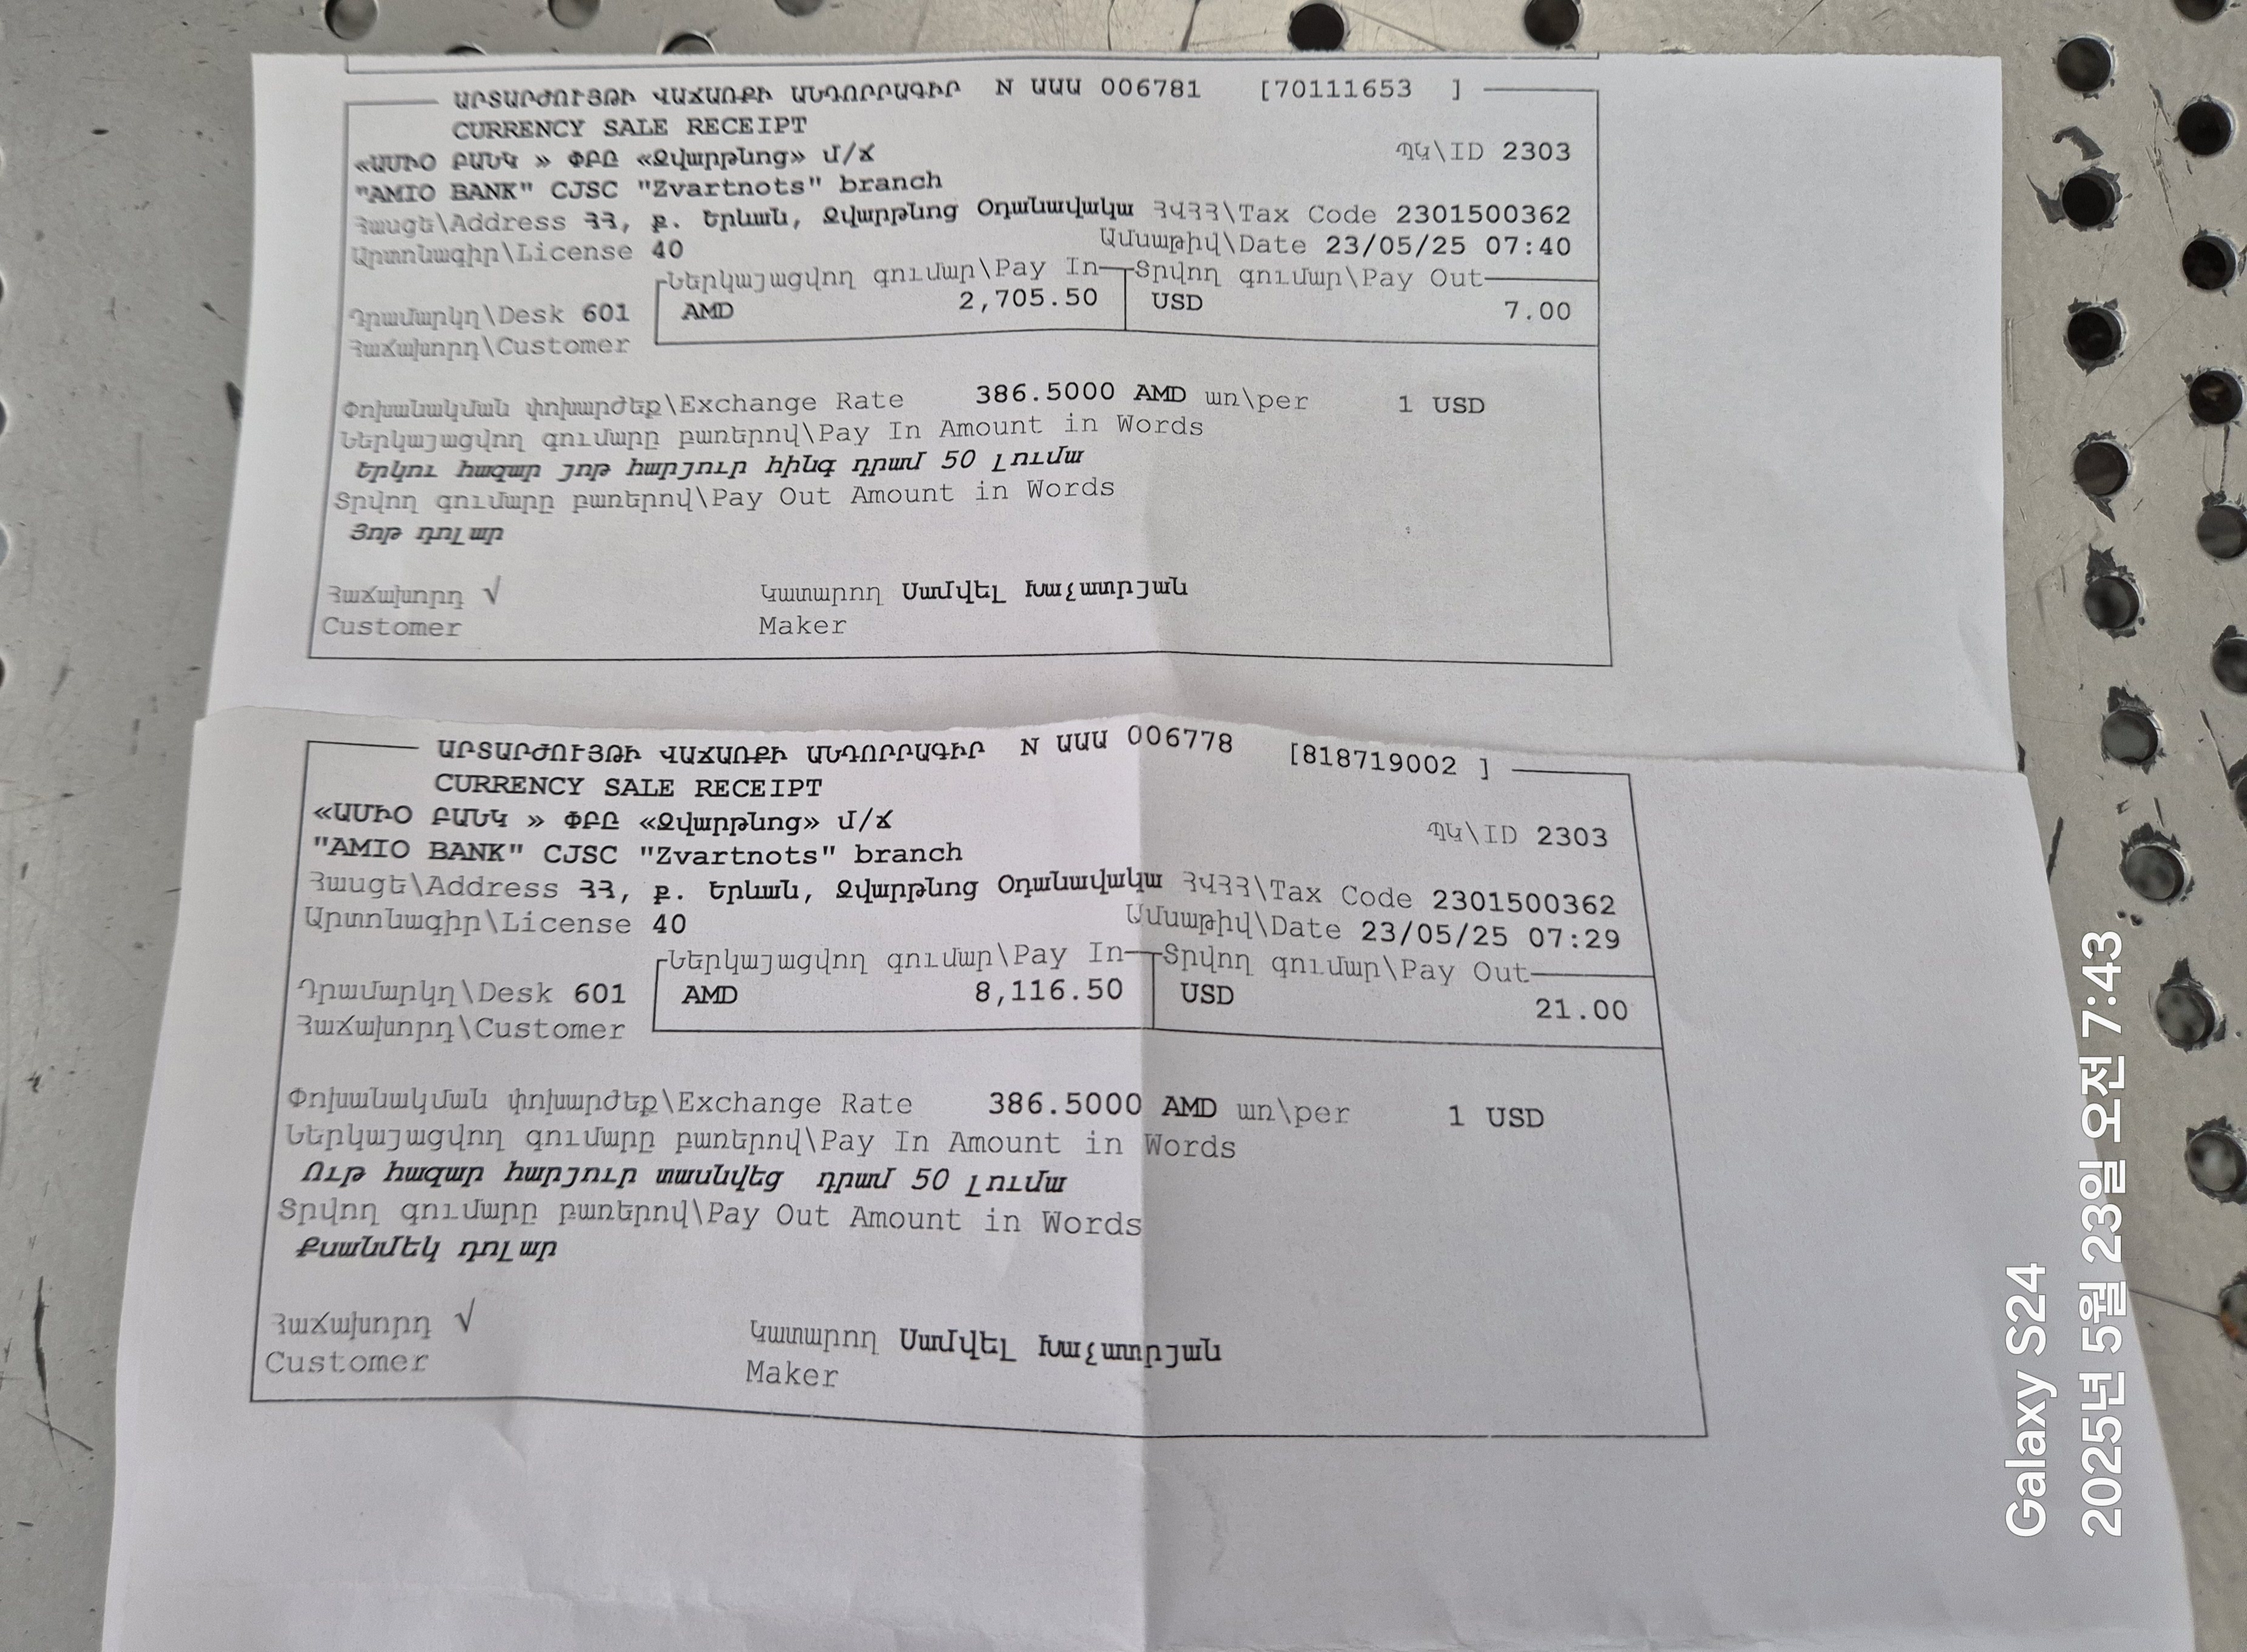 ԱՐՏԱՐԺՈՒՅԹԻ ՎԱՃԱՌՔԻ ԱՆԴՈՐՐԱԳԻՐ N ԱԱԱ 006781 [70111653 ]
CURRENCY SALE RECEIPT
«ԱՄԻՕ ԲԱՆԿ » ՓԲԸ «Զվարթնոց» մ/ճ ՊԿ\ID 2303
"AMIO BANK" CJSC "Zvartnots" branch
Հասցե\Address ՀՀ, ք. Երևան, Զվարթնոց Օդանավակա ՀՎՀՀ\Tax Code 2301500362
Արտոնագիր\License 40 Ամսաթիվ\Date 23/05/25 07:40
Ներկայացվող գումար\Pay In Տրվող գումար\Pay Out
Դրամարկղ\Desk 601 AMD 2,705.50 USD 7.00
Հաճախորդ\Customer
Փոխանակման փոխարժեք\Exchange Rate 386.5000 AMD առ\per 1 USD
Ներկայացվող գումարը բառերով\Pay In Amount in Words
Երկու հազար յոթ հարյուր հինգ դրամ 50 լումա
Տրվող գումարը բառերով\Pay Out Amount in Words
Յոթ դոլար
Հաճախորդ √ Կատարող Սամվել Խաչատրյան
Customer Maker
ԱՐՏԱՐԺՈՒՅԹԻ ՎԱՃԱՌՔԻ ԱՆԴՈՐՐԱԳԻՐ N ԱԱԱ 006778 [818719002 ]
CURRENCY SALE RECEIPT
«ԱՄԻՕ ԲԱՆԿ » ՓԲԸ «Զվարթնոց» մ/ճ ՊԿ\ID 2303
"AMIO BANK" CJSC "Zvartnots" branch
Հասցե\Address ՀՀ, ք. Երևան, Զվարթնոց Օդանավակա ՀՎՀՀ\Tax Code 2301500362
Արտոնագիր\License 40 Ամսաթիվ\Date 23/05/25 07:29
Ներկայացվող գումար\Pay In Տրվող գումար\Pay Out
Դրամարկղ\Desk 601 AMD 8,116.50 USD 21.00
Հաճախորդ\Customer
Փոխանակման փոխարժեք\Exchange Rate 386.5000 AMD առ\per 1 USD
Ներկայացվող գումարը բառերով\Pay In Amount in Words
Ութ հազար հարյուր տասնվեց դրամ 50 լումա
Տրվող գումարը բառերով\Pay Out Amount in Words
Քսանմեկ դոլար
Հաճախորդ √ Կատարող Սամվել Խաչատրյան
Customer Maker
Galaxy S24
2025년 5월 23일 오전 7:43